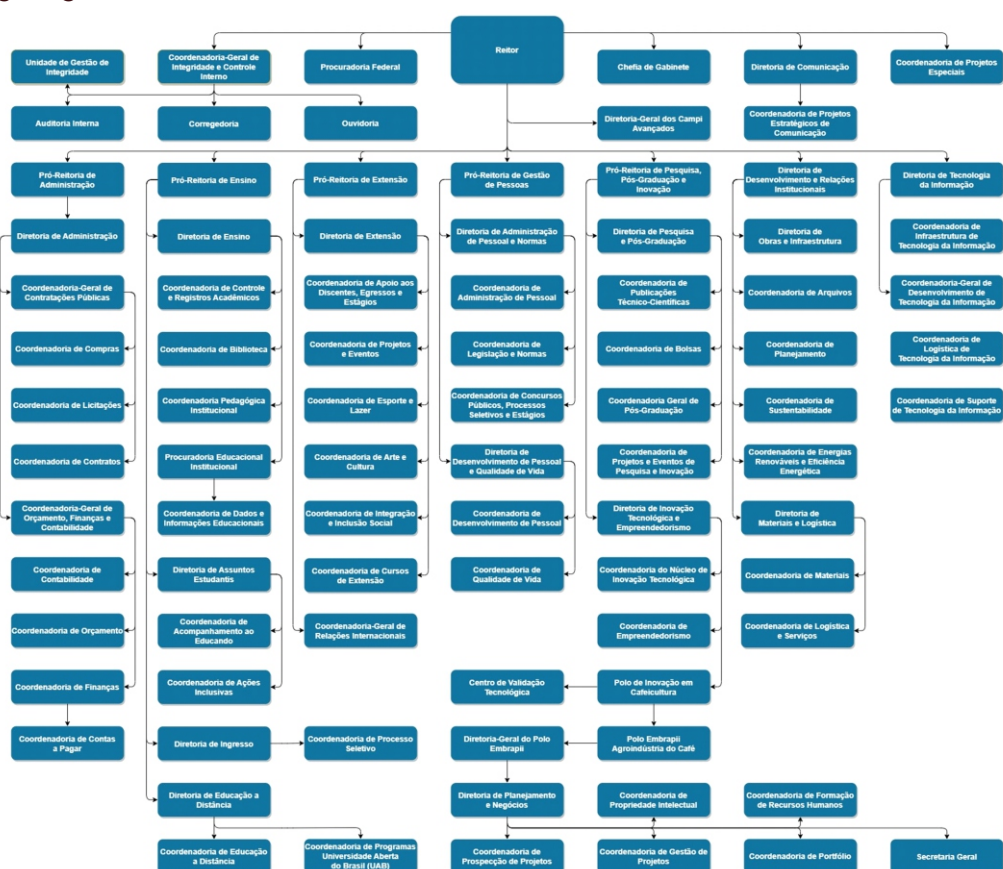 Reitor
Unidade de Gestão de
Integridade
Coordenadoria-Geral de
Integridade e Controle
Interno
Procuradoria Federal
Chefia de Gabinete
Diretoria de Comunicação
Coordenadoria de Projetos
Especiais
Auditoria Interna
Corregedoria
Ouvidoria
Diretoria-Geral dos Campi
Avançados
Coordenadoria de Projetos
Estratégicos de
Comunicação
Pró-Reitoria de
Administração
Pró-Reitoria de Ensino
Pró-Reitoria de Extensão
Pró-Reitoria de Gestão
de Pessoas
Pró-Reitoria de Pesquisa,
Pós-Graduação e
Inovação
Diretoria de
Desenvolvimento e Relações
Institucionais
Diretoria de Tecnologia
da Informação
Diretoria de Administração
Diretoria de Ensino
Diretoria de Extensão
Diretoria de Administração
de Pessoal e Normas
Diretoria de Pesquisa
e Pós-Graduação
Diretoria de
Obras e Infraestrutura
Coordenadoria de
Infraestrutura de
Tecnologia da Informação
Coordenadoria-Geral de
Contratações Públicas
Coordenadoria de Controle
e Registros Acadêmicos
Coordenadoria de Apoio aos
Discentes, Egressos e
Estágios
Coordenadoria de
Administração de Pessoal
Coordenadoria de
Publicações
Técnico-Científicas
Coordenadoria de Arquivos
Coordenadoria-Geral de
Desenvolvimento de
Tecnologia da Informação
Coordenadoria de Compras
Coordenadoria de Biblioteca
Coordenadoria de Projetos
e Eventos
Coordenadoria de
Legislação e Normas
Coordenadoria de Bolsas
Coordenadoria de
Planejamento
Coordenadoria de
Logística de
Tecnologia da Informação
Coordenadoria de Licitações
Coordenadoria Pedagógica
Institucional
Coordenadoria de Esporte e
Lazer
Coordenadoria de Concursos
Públicos, Processos
Seletivos e Estágios
Coordenadoria Geral de
Pós-Graduação
Coordenadoria de
Sustentabilidade
Coordenadoria de Suporte
de Tecnologia da Informação
Coordenadoria de Contratos
Procuradoria Educacional
Institucional
Coordenadoria de Arte e
Cultura
Diretoria de
Desenvolvimento de Pessoal
e Qualidade de Vida
Coordenadoria de
Projetos e Eventos de
Pesquisa e Inovação
Coordenadoria de Energias
Renováveis e Eficiência
Energética
Coordenadoria-Geral de
Orçamento, Finanças e
Contabilidade
Coordenadoria de Dados e
Informações Educacionais
Coordenadoria de Integração
e Inclusão Social
Coordenadoria de
Desenvolvimento de Pessoal
Diretoria de Inovação
Tecnológica e
Empreendedorismo
Diretoria de
Materiais e Logística
Coordenadoria de
Contabilidade
Diretoria de Assuntos
Estudantis
Coordenadoria de Cursos
de Extensão
Coordenadoria de
Qualidade de Vida
Coordenadoria do Núcleo de
Inovação Tecnológica
Coordenadoria de Materiais
Coordenadoria de Orçamento
Coordenadoria de
Acompanhamento ao
Educando
Coordenadoria-Geral de
Relações Internacionais
Coordenadoria de
Empreendedorismo
Coordenadoria de Logística
e Serviços
Coordenadoria de Finanças
Coordenadoria de Ações
Inclusivas
Centro de Validação
Tecnológica
Polo de Inovação em
Cafeicultura
Coordenadoria de Contas
a Pagar
Diretoria de Ingresso
Coordenadoria de Processo
Seletivo
Diretoria-Geral do Polo
Embrapii
Polo Embrapii
Agroindústria do Café
Diretoria de Educação a
Distância
Diretoria de Planejamento
e Negócios
Coordenadoria de
Propriedade Intelectual
Coordenadoria de Formação
de Recursos Humanos
Coordenadoria de Educação
a Distância
Coordenadoria de Programas
Universidade Aberta
do Brasil (UAB)
Coordenadoria de
Prospecção de Projetos
Coordenadoria de Gestão de
Projetos
Coordenadoria de Portfólio
Secretaria Geral